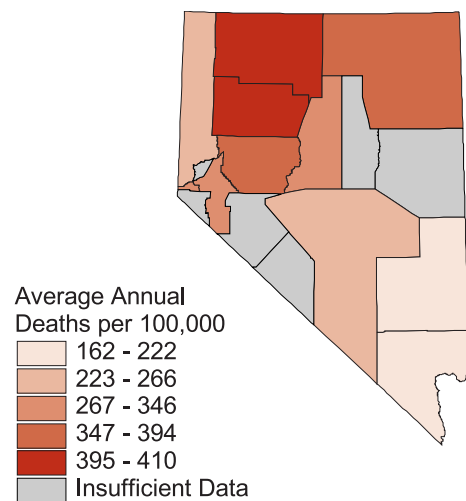 Average Annual
Deaths per 100,000
162 - 222
223 - 266
267 - 346
347 - 394
395 - 410
Insufficient Data